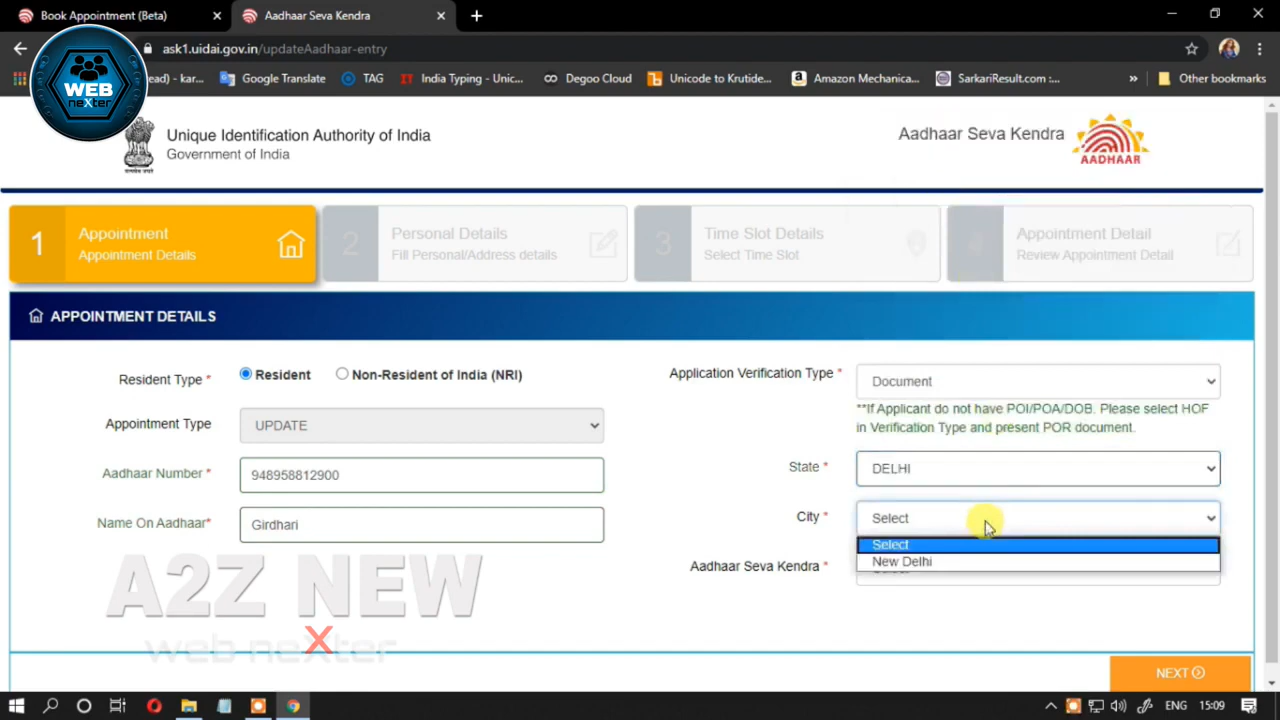 Book Appointment (Beta)
Aadhaar Seva Kendra
ask1.uidai.gov.in/updateAadhaar-entry
ead) - kar...
Google Translate
TAG
India Typing - Unic...
Degoo Cloud
Unicode to Krutide...
Amazon Mechanica...
SarkariResult.com :...
»
Other bookmarks
WEB
neXter
Unique Identification Authority of India
Government of India
Aadhaar Seva Kendra
AADHAAR
1
Appointment
Appointment Details
2
Personal Details
Fill Personal/Address details
3
Time Slot Details
Select Time Slot
4
Appointment Detail
Review Appointment Detail
APPOINTMENT DETAILS
Resident Type *
Resident
Non-Resident of India (NRI)
Appointment Type
UPDATE
Aadhaar Number *
948958812900
Name On Aadhaar*
Girdhari
Application Verification Type *
Document
**If Applicant do not have POI/POA/DOB. Please select HOF
in Verification Type and present POR document.
State *
DELHI
City *
Select
Select
New Delhi
Aadhaar Seva Kendra *
A2Z NEW
web neXter
NEXT
ENG
15:09